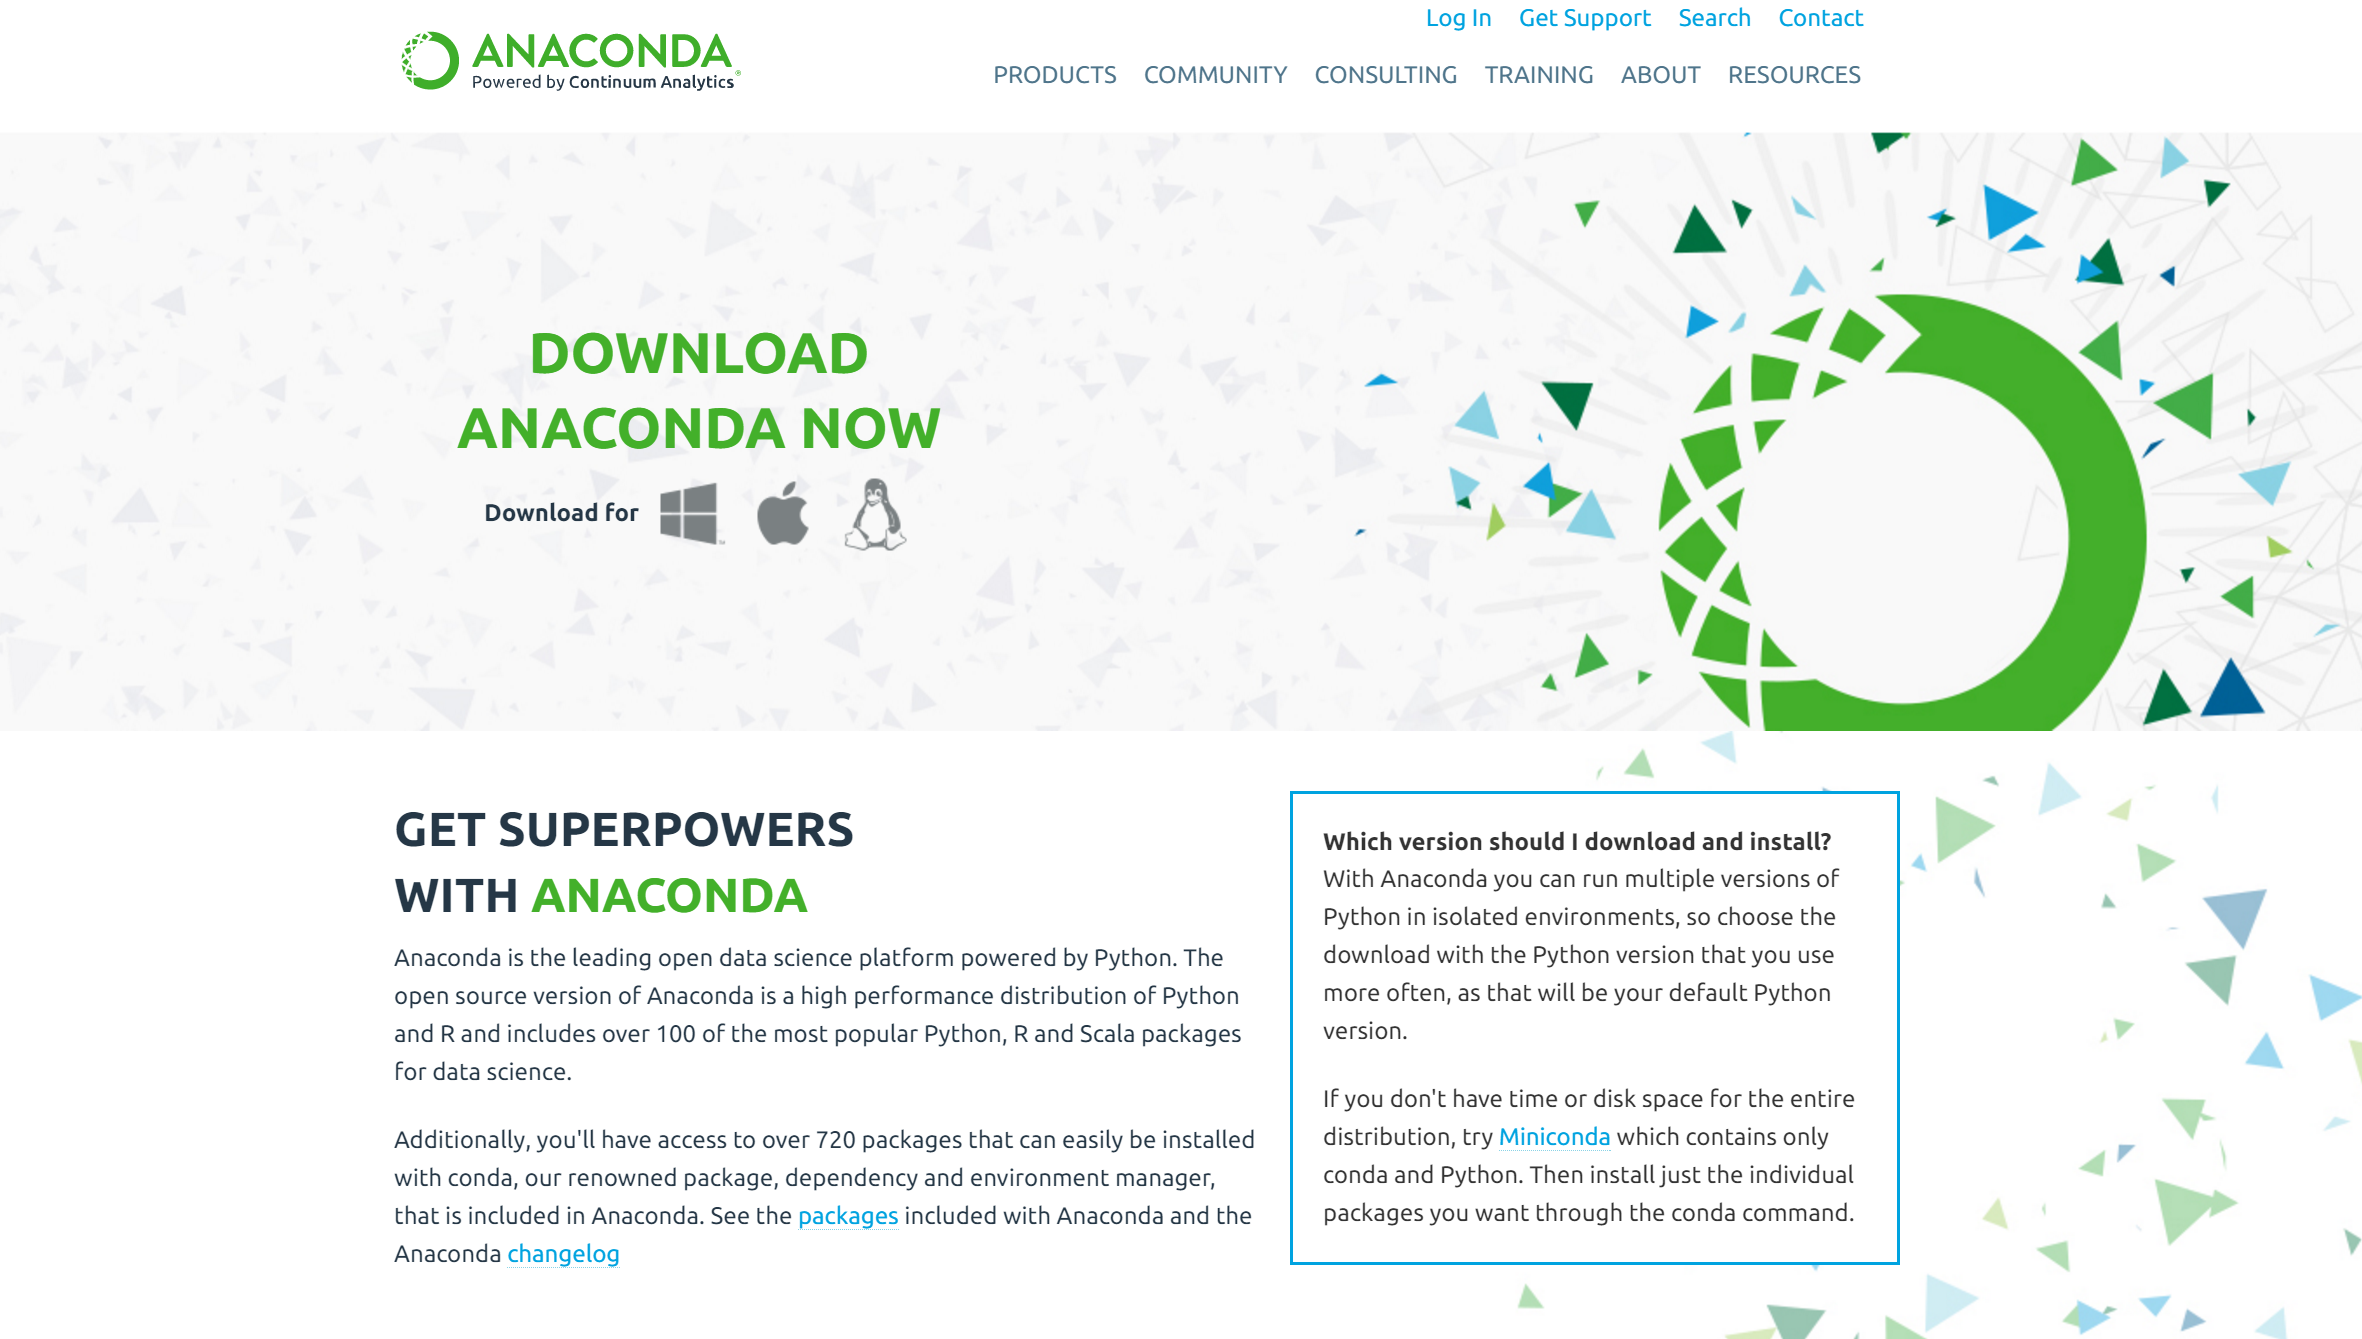 Log In Get Support Search Contact
ANACONDA®
Powered by Continuum Analytics
PRODUCTS COMMUNITY CONSULTING TRAINING ABOUT RESOURCES
DOWNLOAD
ANACONDA NOW
Download for
GET SUPERPOWERS
WITH ANACONDA
Anaconda is the leading open data science platform powered by Python. The
open source version of Anaconda is a high performance distribution of Python
and R and includes over 100 of the most popular Python, R and Scala packages
for data science.
Additionally, you'll have access to over 720 packages that can easily be installed
with conda, our renowned package, dependency and environment manager,
that is included in Anaconda. See the packages included with Anaconda and the
Anaconda changelog
Which version should I download and install?
With Anaconda you can run multiple versions of
Python in isolated environments, so choose the
download with the Python version that you use
more often, as that will be your default Python
version.
If you don't have time or disk space for the entire
distribution, try Miniconda which contains only
conda and Python. Then install just the individual
packages you want through the conda command.